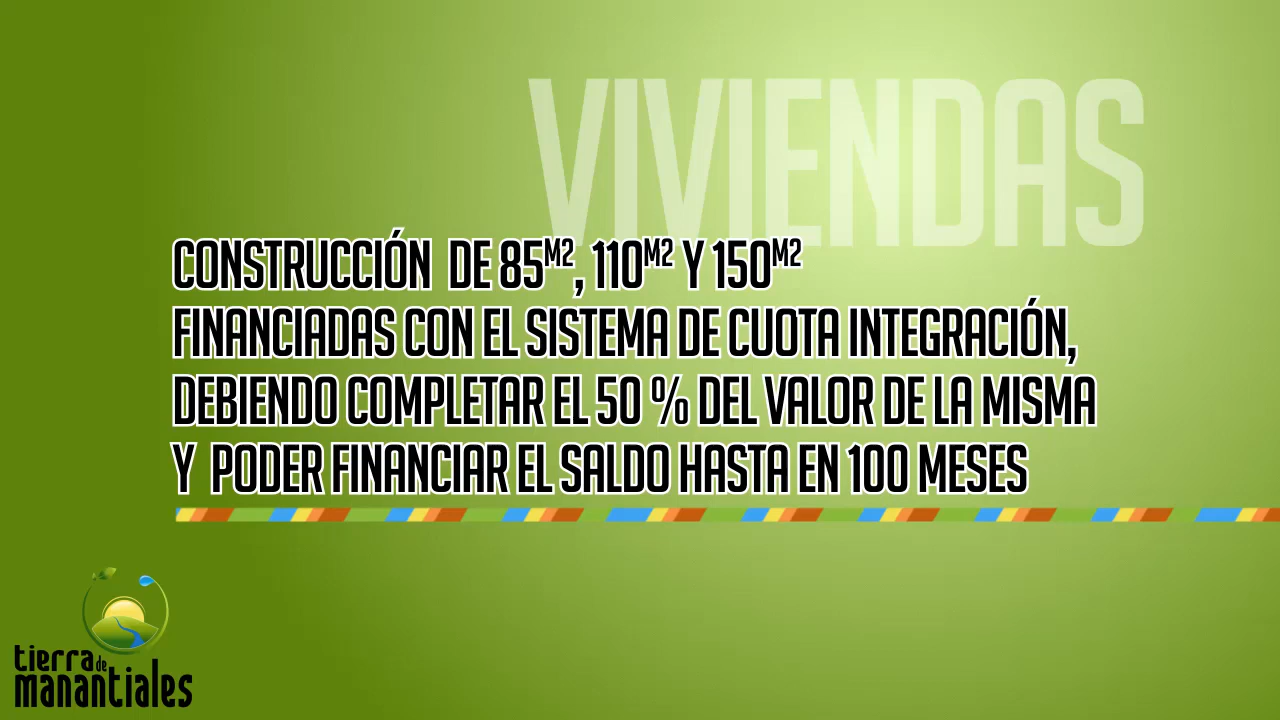 VIVIENDAS
CONSTRUCCIÓN DE 85M2, 110M2 Y 150M2
FINANCIADAS CON EL SISTEMA DE CUOTA INTEGRACIÓN,
DEBIENDO COMPLETAR EL 50 % DEL VALOR DE LA MISMA
Y PODER FINANCIAR EL SALDO HASTA EN 100 MESES
tierra de
manantiales